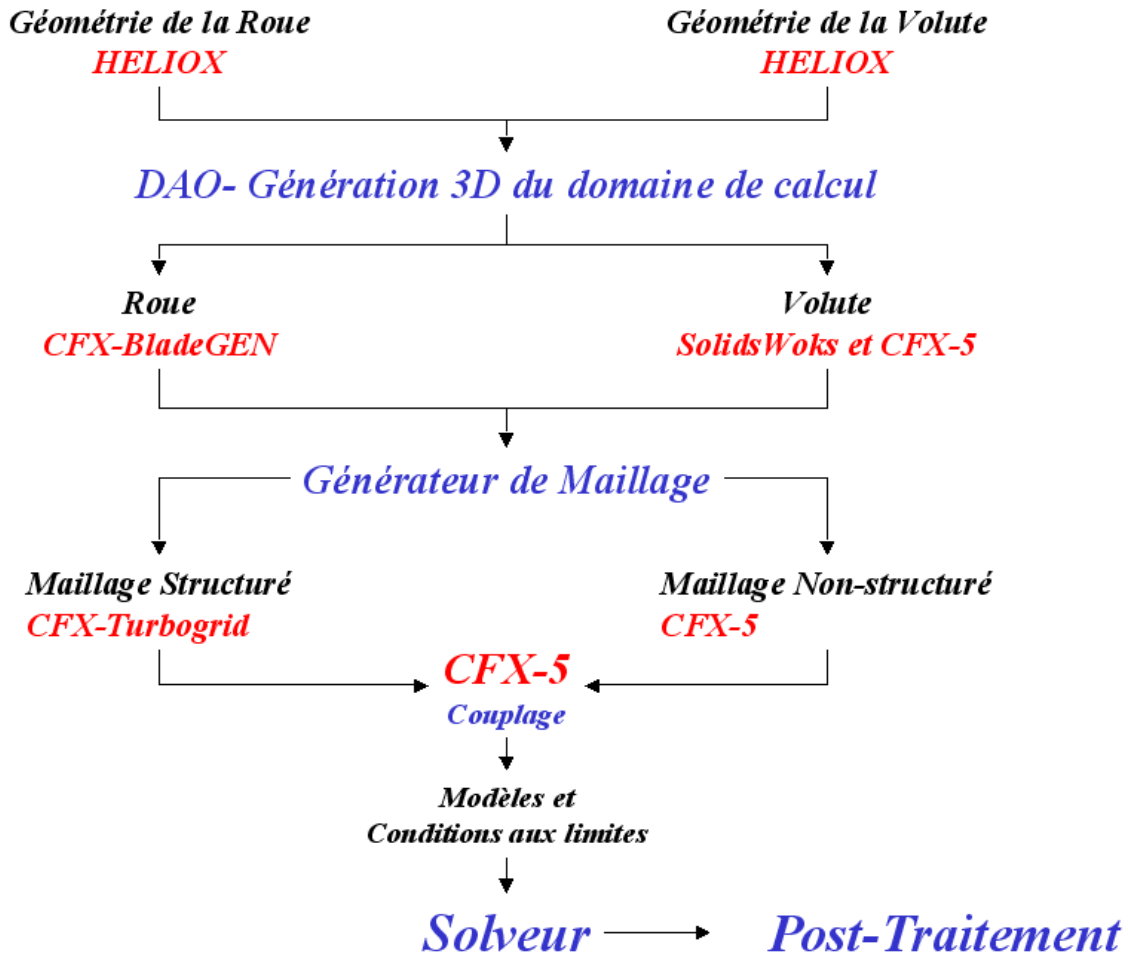 Géométrie de la Roue
HELIOX
Géométrie de la Volute
HELIOX
DAO- Génération 3D du domaine de calcul
Roue
CFX-BladeGEN
Volute
SolidsWoks et CFX-5
Générateur de Maillage
Maillage Structuré
CFX-Turbogrid
Maillage Non-structuré
CFX-5
CFX-5
Couplage
Modèles et
Conditions aux limites
Solveur
Post-Traitement